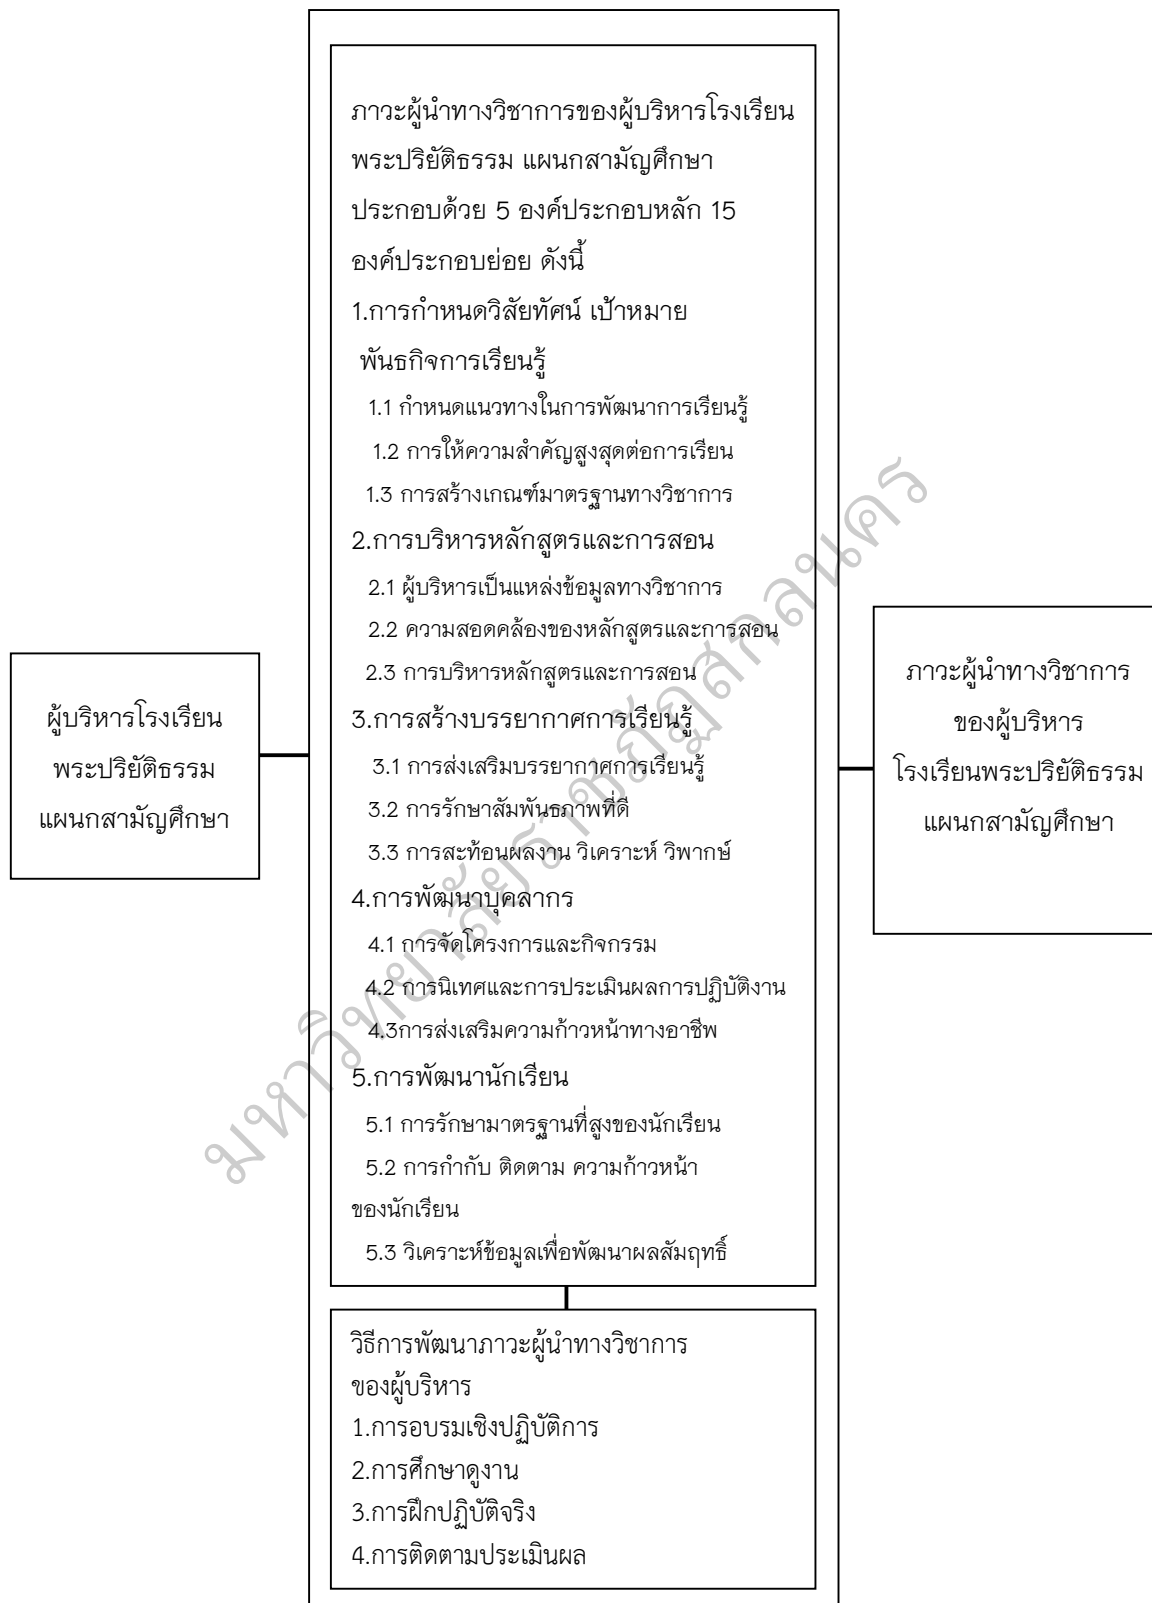 ภาวะผู้นำทางวิชาการของผู้บริหารโรงเรียน
พระปริยัติธรรม แผนกสามัญศึกษา
ประกอบด้วย 5 องค์ประกอบหลัก 15
องค์ประกอบย่อย ดังนี้
1.การกำหนดวิสัยทัศน์ เป้าหมาย
พันธกิจการเรียนรู้
1.1 กำหนดแนวทางในการพัฒนาการเรียนรู้
1.2 การให้ความสำคัญสูงสุดต่อการเรียน
1.3 การสร้างเกณฑ์มาตรฐานทางวิชาการ
2.การบริหารหลักสูตรและการสอน
2.1 ผู้บริหารเป็นแหล่งข้อมูลทางวิชาการ
2.2 ความสอดคล้องของหลักสูตรและการสอน
2.3 การบริหารหลักสูตรและการสอน
3.การสร้างบรรยากาศการเรียนรู้
3.1 การส่งเสริมบรรยากาศการเรียนรู้
3.2 การรักษาสัมพันธภาพที่ดี
3.3 การสะท้อนผลงาน วิเคราะห์ วิพากษ์
4.การพัฒนาบุคลากร
4.1 การจัดโครงการและกิจกรรม
4.2 การนิเทศและการประเมินผลการปฏิบัติงาน
4.3การส่งเสริมความก้าวหน้าทางอาชีพ
5.การพัฒนานักเรียน
5.1 การรักษามาตรฐานที่สูงของนักเรียน
5.2 การกำกับ ติดตาม ความก้าวหน้า
ของนักเรียน
5.3 วิเคราะห์ข้อมูลเพื่อพัฒนาผลสัมฤทธิ์
วิธีการพัฒนาภาวะผู้นำทางวิชาการ
ของผู้บริหาร
1.การอบรมเชิงปฏิบัติการ
2.การศึกษาดูงาน
3.การฝึกปฏิบัติจริง
4.การติดตามประเมินผล
ผู้บริหารโรงเรียน
พระปริยัติธรรม
แผนกสามัญศึกษา
ภาวะผู้นำทางวิชาการ
ของผู้บริหาร
โรงเรียนพระปริยัติธรรม
แผนกสามัญศึกษา
มหาวิทยาลัยราชภัฏสกลนคร